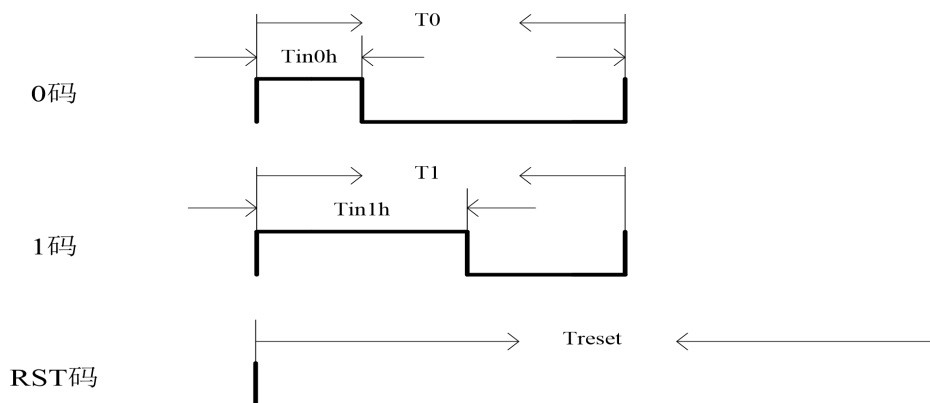 T0
Tin0h
0码
T1
Tin1h
1码
Treset
RST码